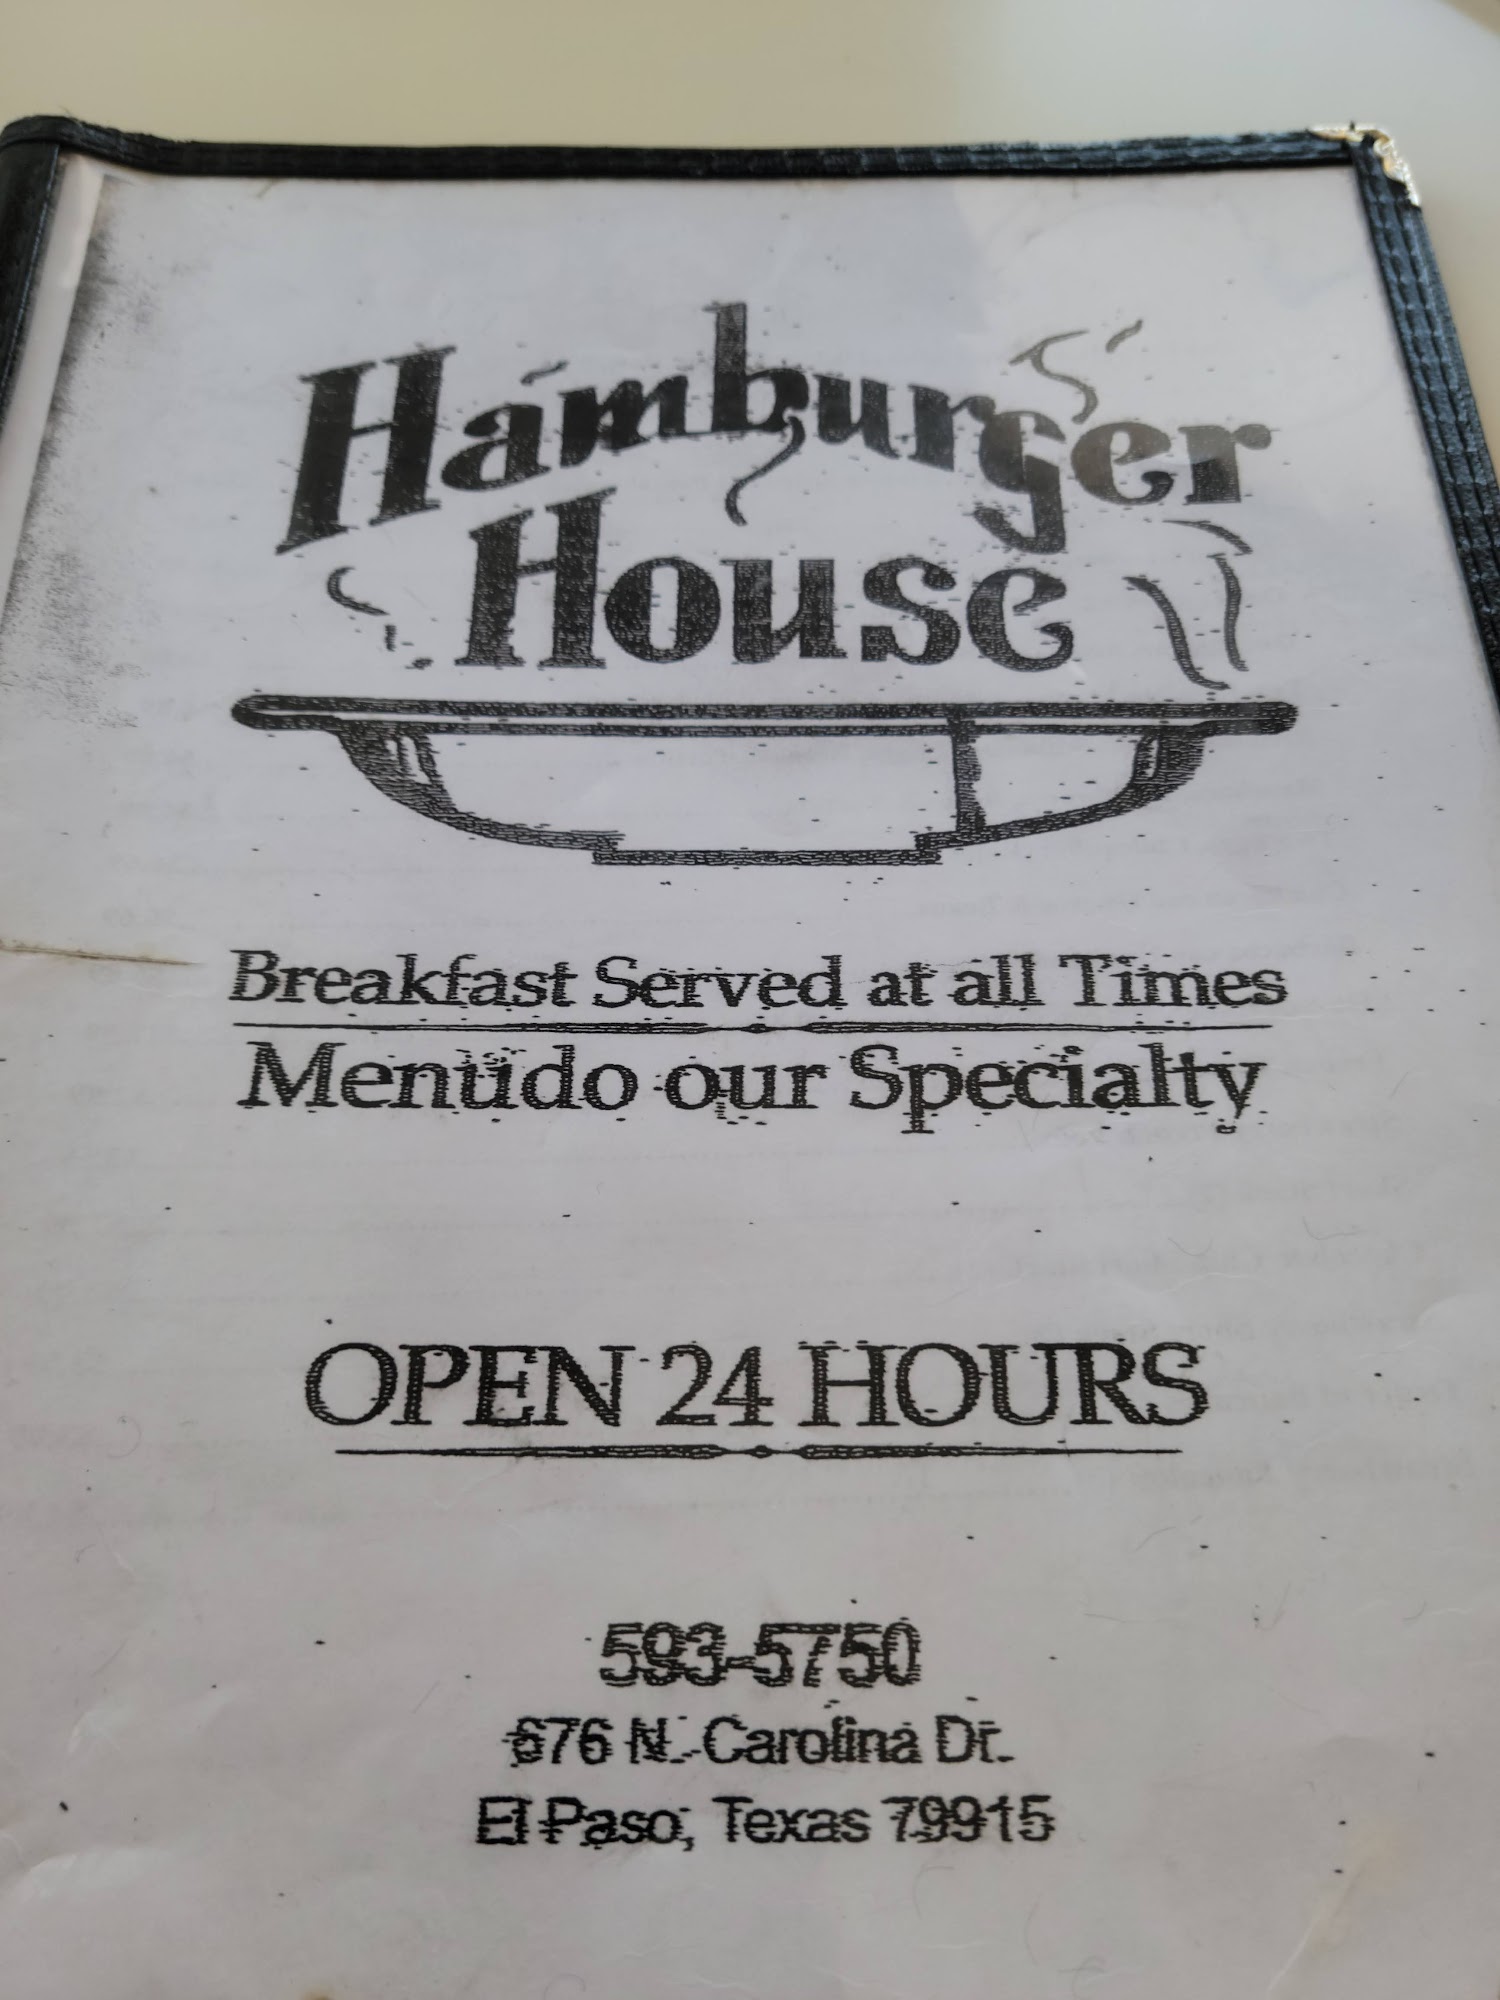 Hamburger
House
Breakfast Served at all Times
Menudo our Specialty
OPEN 24 HOURS
593-5750
676 N. Carolina Dr.
El Paso, Texas 79915